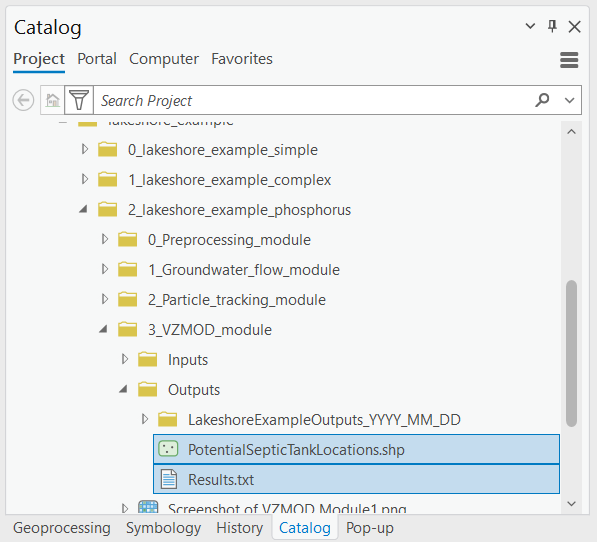 Catalog
Project Portal Computer Favorites
Search Project
lakeshore_example
0_lakeshore_example_simple
1_lakeshore_example_complex
2_lakeshore_example_phosphorus
0_Preprocessing_module
1_Groundwater_flow_module
2_Particle_tracking_module
3_VZMOD_module
Inputs
Outputs
LakeshoreExampleOutputs_YYYY_MM_DD
PotentialSepticTankLocations.shp
Results.txt
Screenshot of VZMOD Module1.png
Geoprocessing Symbology History Catalog Pop-up